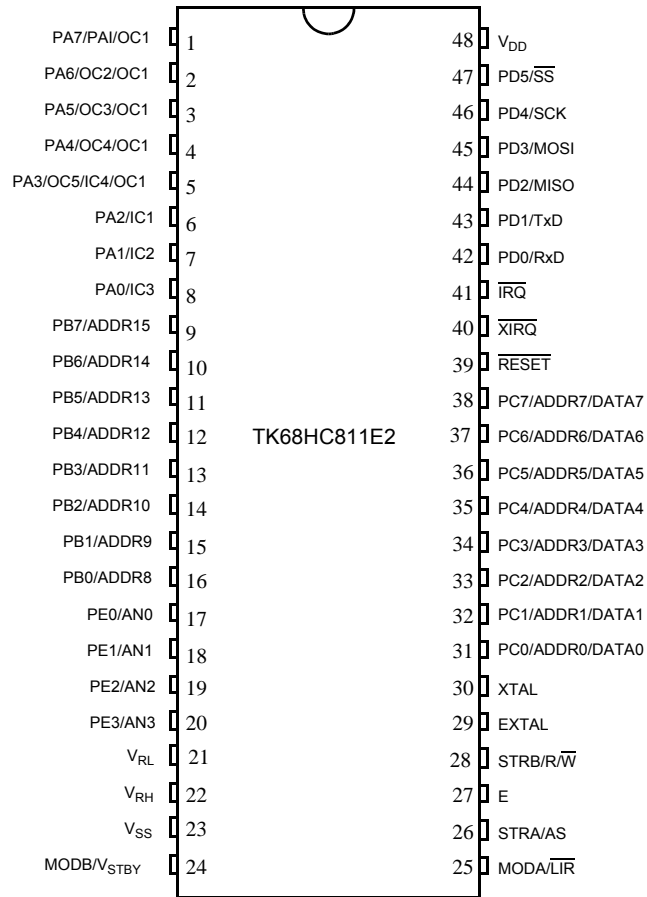 PA7/PAI/OC1 1 48 VDD
PA6/OC2/OC1 2 47 PD5/S̅S̅
PA5/OC3/OC1 3 46 PD4/SCK
PA4/OC4/OC1 4 45 PD3/MOSI
PA3/OC5/IC4/OC1 5 44 PD2/MISO
PA2/IC1 6 43 PD1/TxD
PA1/IC2 7 42 PD0/RxD
PA0/IC3 8 41 I̅R̅Q̅
PB7/ADDR15 9 40 X̅I̅R̅Q̅
PB6/ADDR14 10 39 R̅E̅S̅E̅T̅
PB5/ADDR13 11 38 PC7/ADDR7/DATA7
PB4/ADDR12 12 TK68HC811E2 37 PC6/ADDR6/DATA6
PB3/ADDR11 13 36 PC5/ADDR5/DATA5
PB2/ADDR10 14 35 PC4/ADDR4/DATA4
PB1/ADDR9 15 34 PC3/ADDR3/DATA3
PB0/ADDR8 16 33 PC2/ADDR2/DATA2
PE0/AN0 17 32 PC1/ADDR1/DATA1
PE1/AN1 18 31 PC0/ADDR0/DATA0
PE2/AN2 19 30 XTAL
PE3/AN3 20 29 EXTAL
VRL 21 28 STRB/R/W̅
VRH 22 27 E
VSS 23 26 STRA/AS
MODB/VSTBY 24 25 MODA/L̅I̅R̅